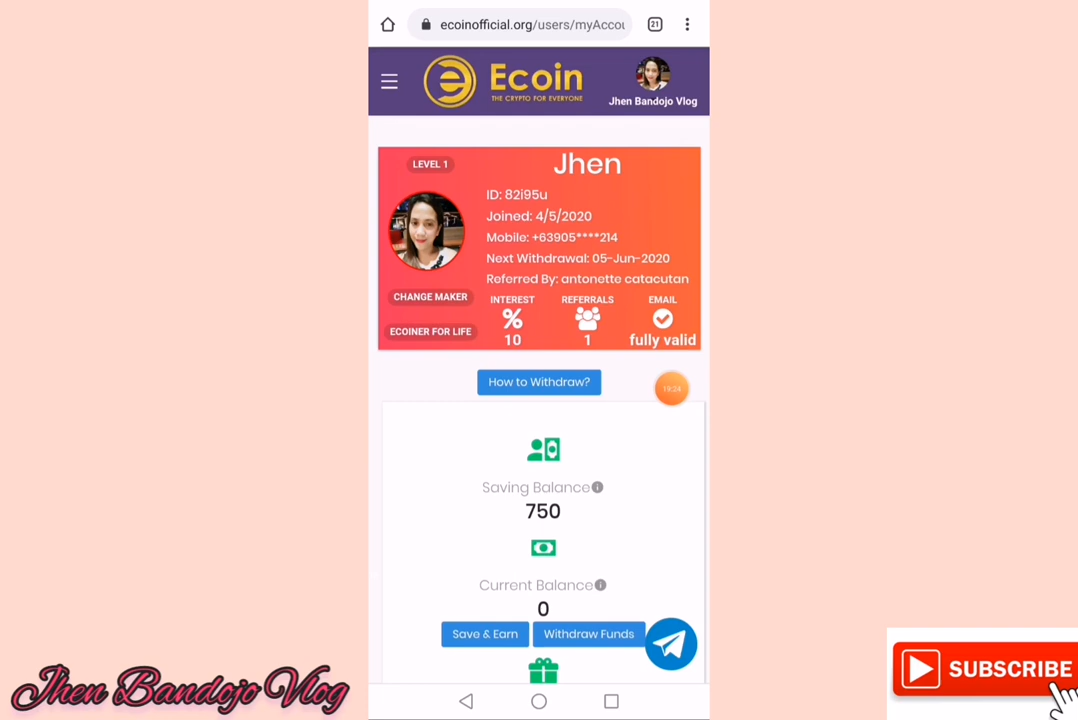 21
ecoinofficial.org/users/myAccou
Ecoin
THE CRYPTO FOR EVERYONE
Jhen Bandojo Vlog
LEVEL 1
Jhen
ID: 82i95u
Joined: 4/5/2020
Mobile: +63905****214
Next Withdrawal: 05-Jun-2020
Referred By: antonette catacutan
CHANGE MAKER
ECOINER FOR LIFE
INTEREST REFERRALS EMAIL
%
10 1 fully valid
How to Withdraw?
19:34
Saving Balance
750
Current Balance
0
Save & Earn Withdraw Funds
Jhen Bandojo Vlog
SUBSCRIBE